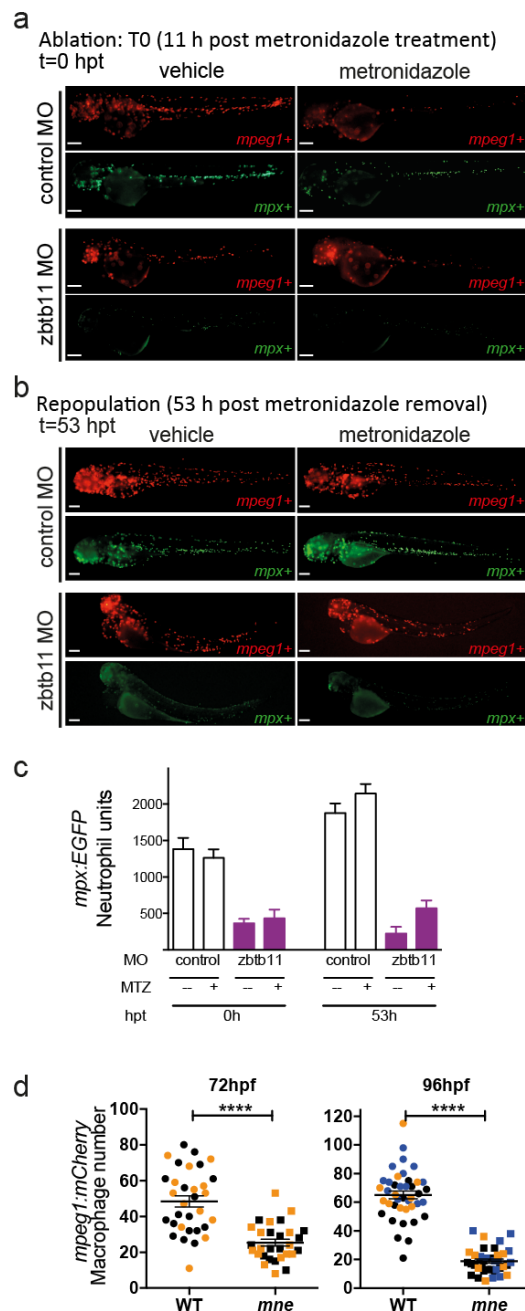 a
Ablation: T0 (11 h post metronidazole treatment)
t=0 hpt
vehicle metronidazole
control MO
mpeg1+ mpeg1+
mpx+ mpx+
zbtb11 MO
mpeg1+ mpeg1+
mpx+ mpx+
b
Repopulation (53 h post metronidazole removal)
t=53 hpt
vehicle metronidazole
control MO
mpeg1+ mpeg1+
mpx+ mpx+
zbtb11 MO
mpeg1+ mpeg1+
mpx+ mpx+
c
mpx:EGFP
Neutrophil units
2000
1500
1000
500
MO control zbtb11 control zbtb11
MTZ -- + -- + -- + -- +
hpt 0h 53h
d
72hpf 96hpf
**** ****
mpeg1:mCherry
Macrophage number
100
80
60
40
20
0
WT mne
120
100
80
60
40
20
0
WT mne